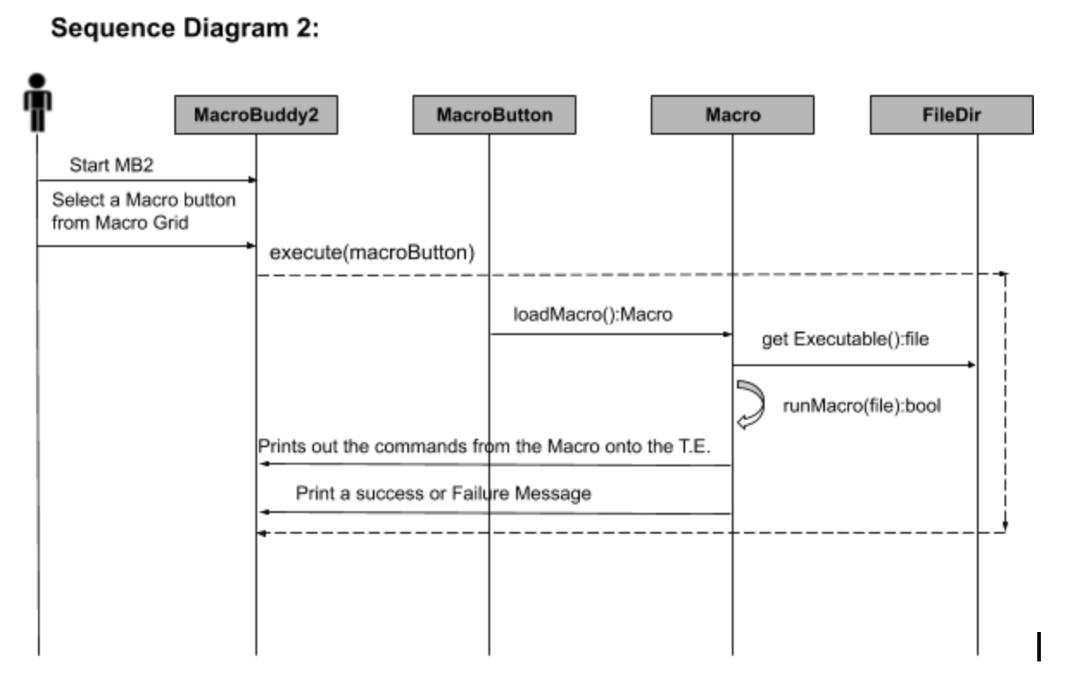 Sequence Diagram 2:
MacroBuddy2
MacroButton
Macro
FileDir
Start MB2
Select a Macro button
from Macro Grid
execute(macroButton)
loadMacro():Macro
get Executable():file
runMacro(file):bool
Prints out the commands from the Macro onto the T.E.
Print a success or Failure Message